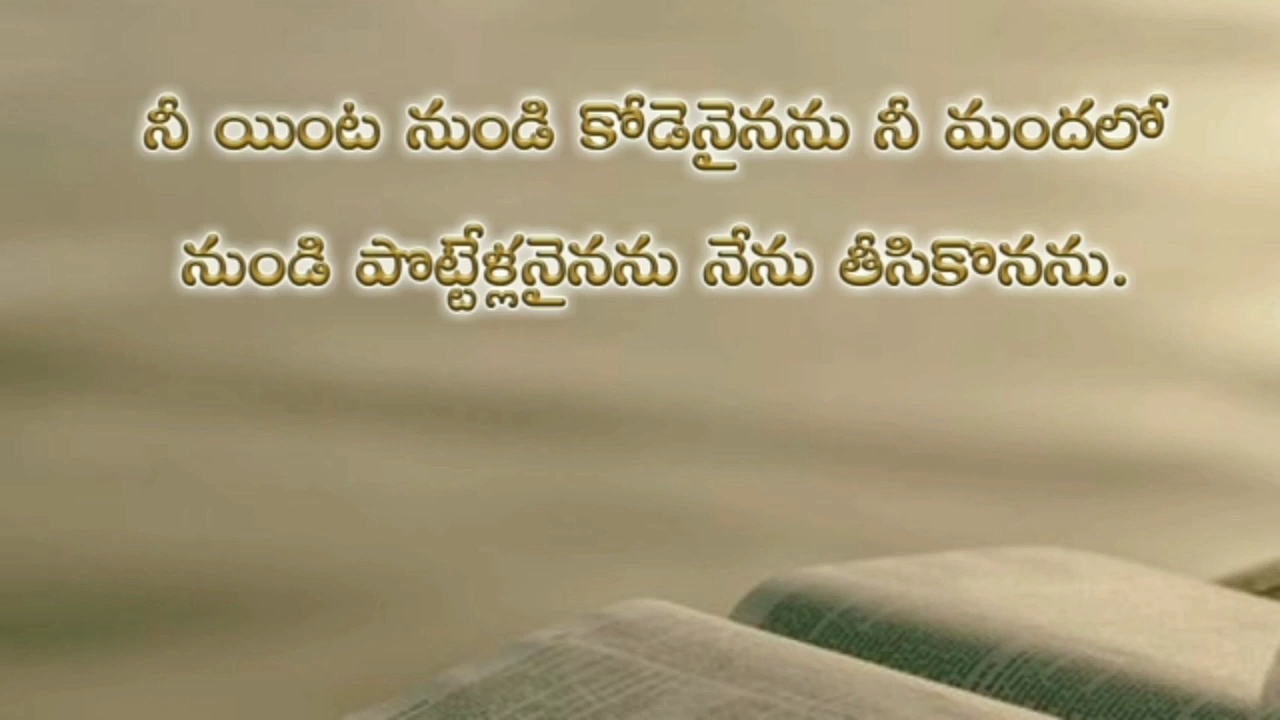 నీ యింట నుండి కోడెనైనను నీ మందలో
నుండి పొట్టేళ్లనైనను నేను తీసికొనను.